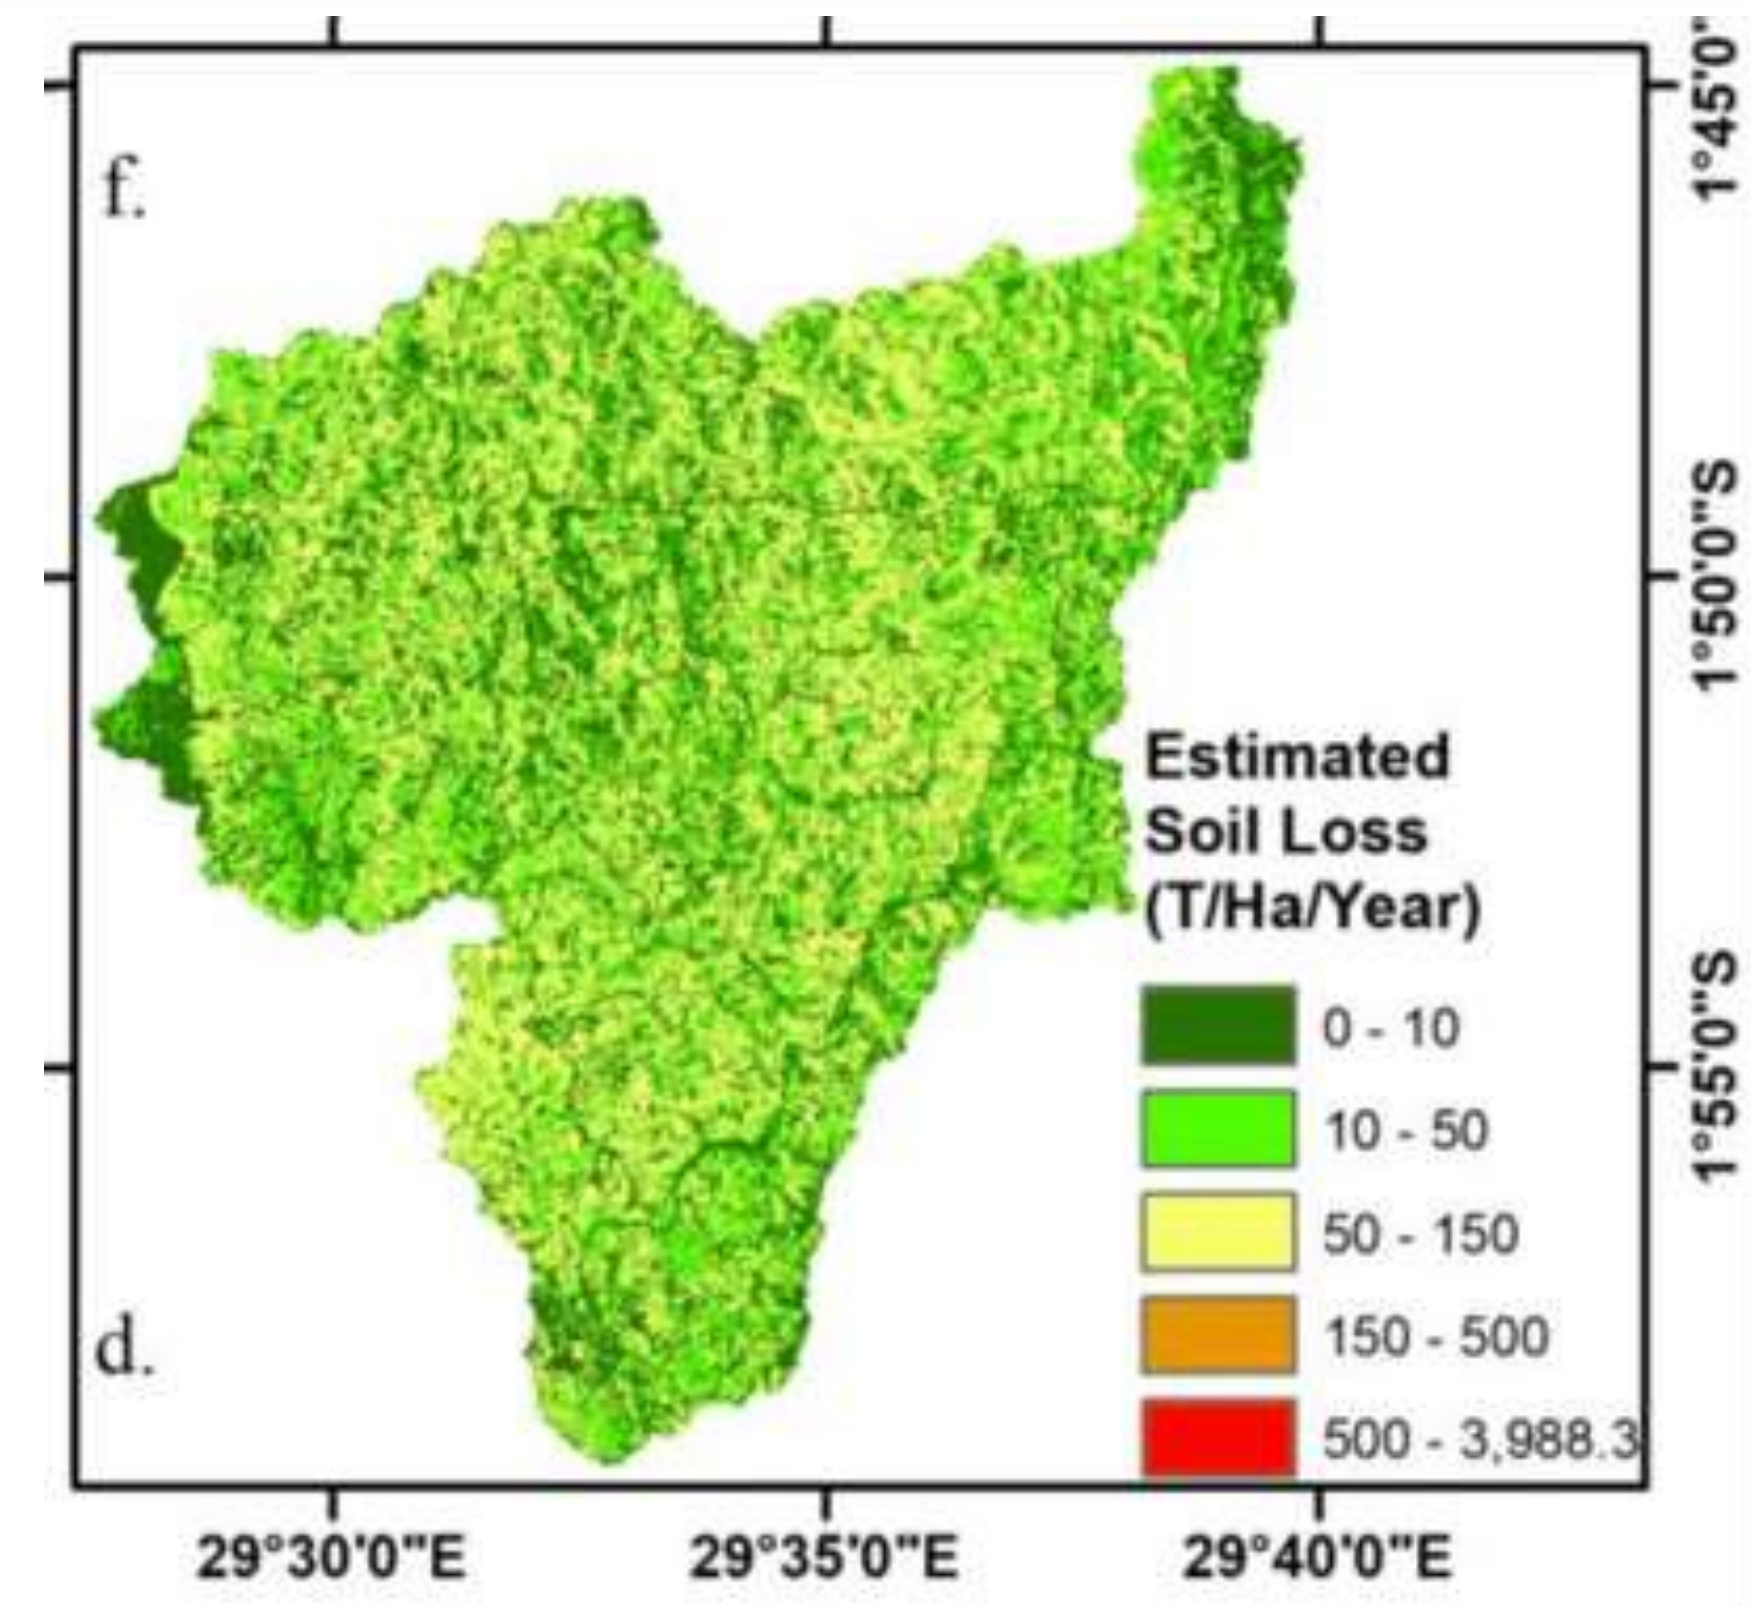 f.
1°45'0"
1°50'0"S
Estimated
Soil Loss
(T/Ha/Year)
0 - 10
10 - 50
50 - 150
150 - 500
500 - 3,988.3
1°55'0"S
d.
29°30'0"E
29°35'0"E
29°40'0"E